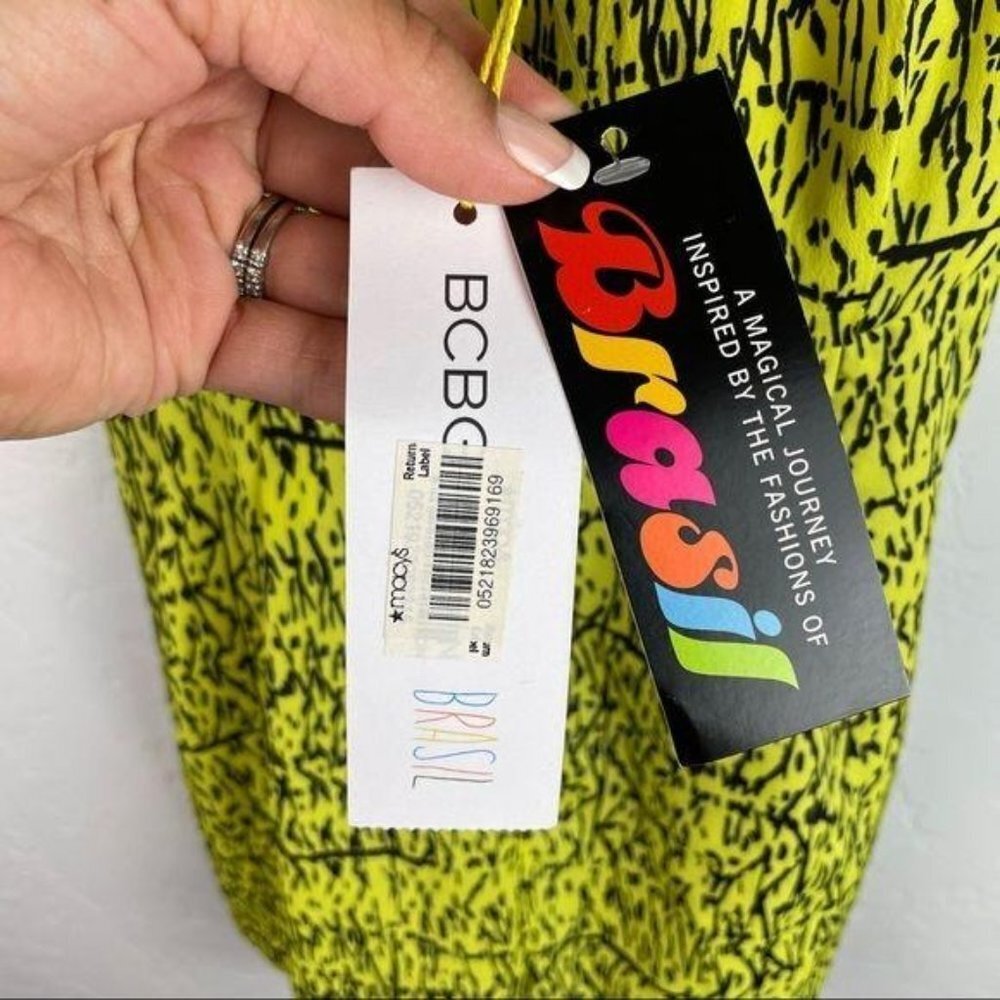 BCBG
Return
Label
★macy's
0521823969169
BRASIL
A MAGICAL JOURNEY
INSPIRED BY THE FASHIONS OF
Brasil